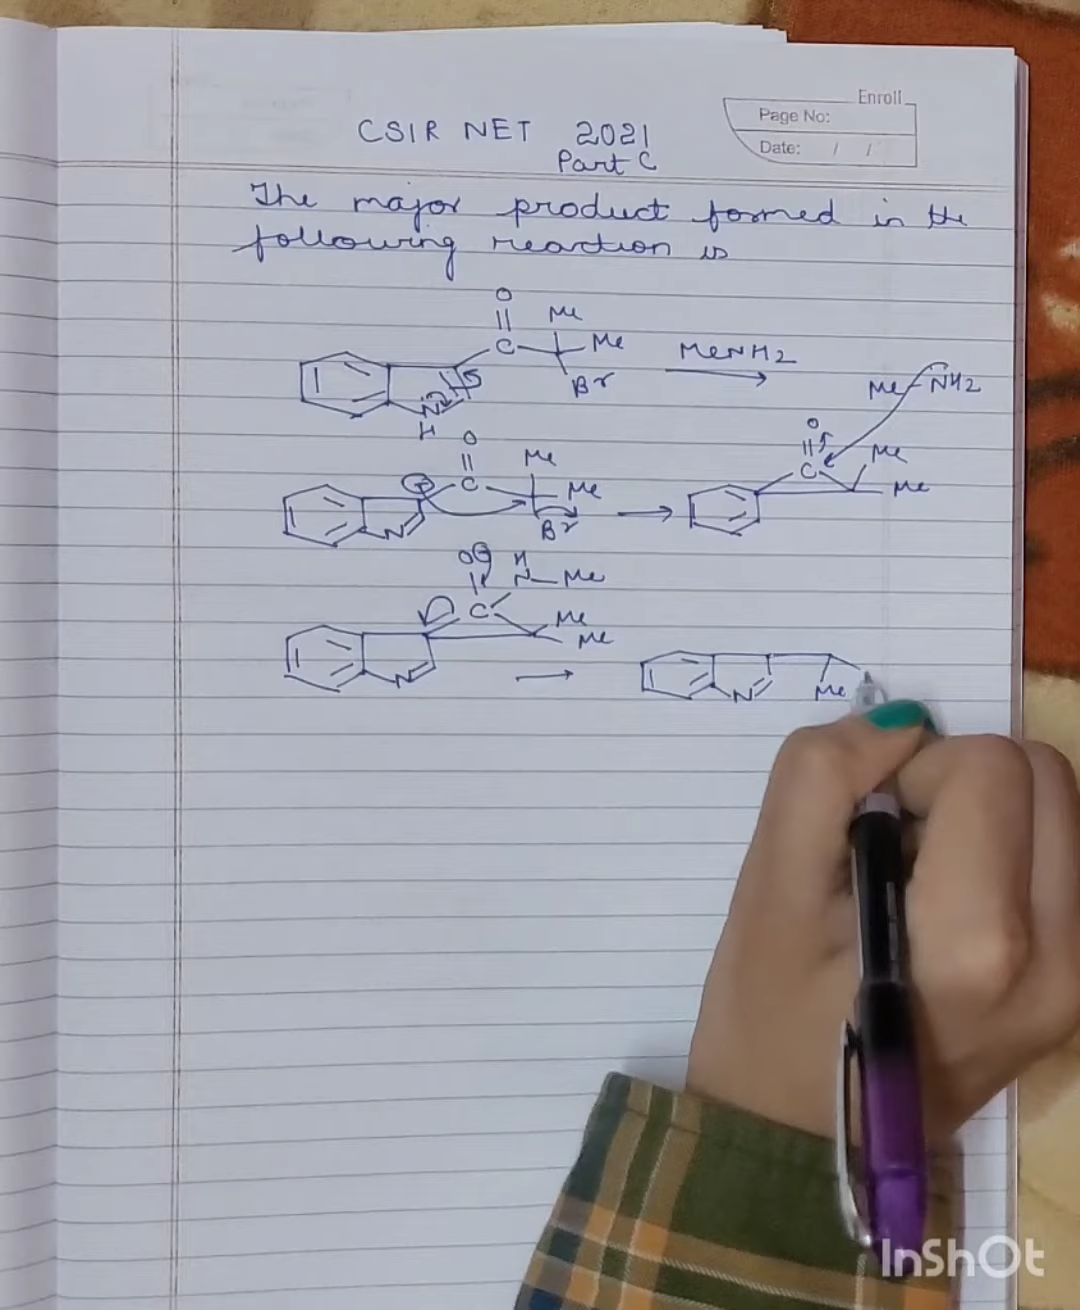 Enroll
Page No:
Date: / /
CSIR NET 2021
Part C
The major product formed in the
following reaction is
O
||
C
Me
Me
Br
N
H
MeNH2
Me-NH2
O
||
C
Me
Me
Br
N
⊕
O
||
C
Me
Me
O⊖
C
H
N-Me
Me
Me
N
N
Me
InShOt